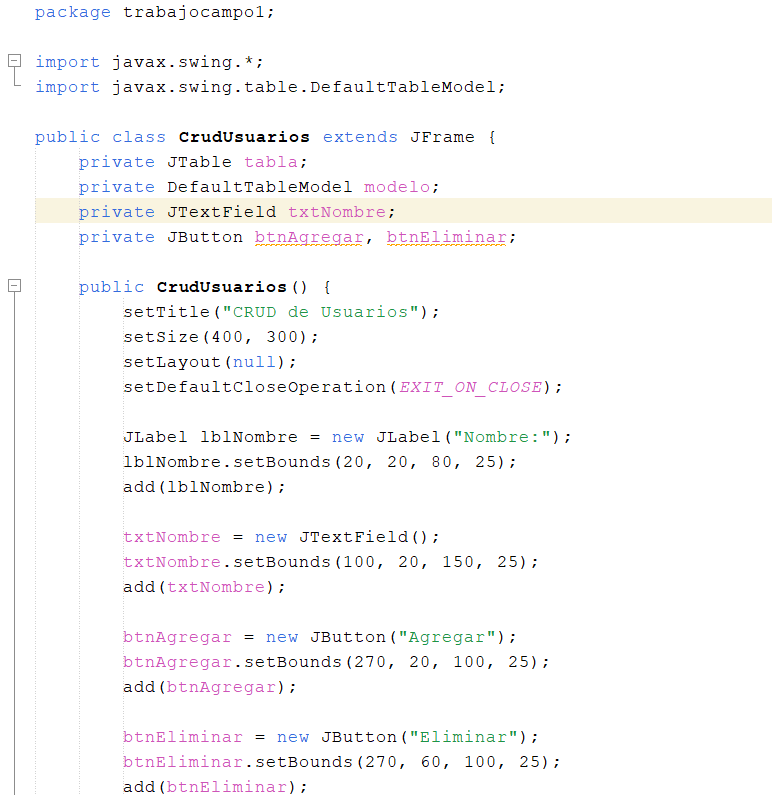 package trabajocampo1;
import javax.swing.*;
import javax.swing.table.DefaultTableModel;
public class CrudUsuarios extends JFrame {
private JTable tabla;
private DefaultTableModel modelo;
private JTextField txtNombre;
private JButton btnAgregar, btnEliminar;
public CrudUsuarios() {
setTitle("CRUD de Usuarios");
setSize(400, 300);
setLayout(null);
setDefaultCloseOperation(EXIT_ON_CLOSE);
JLabel lblNombre = new JLabel("Nombre:");
lblNombre.setBounds(20, 20, 80, 25);
add(lblNombre);
txtNombre = new JTextField();
txtNombre.setBounds(100, 20, 150, 25);
add(txtNombre);
btnAgregar = new JButton("Agregar");
btnAgregar.setBounds(270, 20, 100, 25);
add(btnAgregar);
btnEliminar = new JButton("Eliminar");
btnEliminar.setBounds(270, 60, 100, 25);
add(btnEliminar);